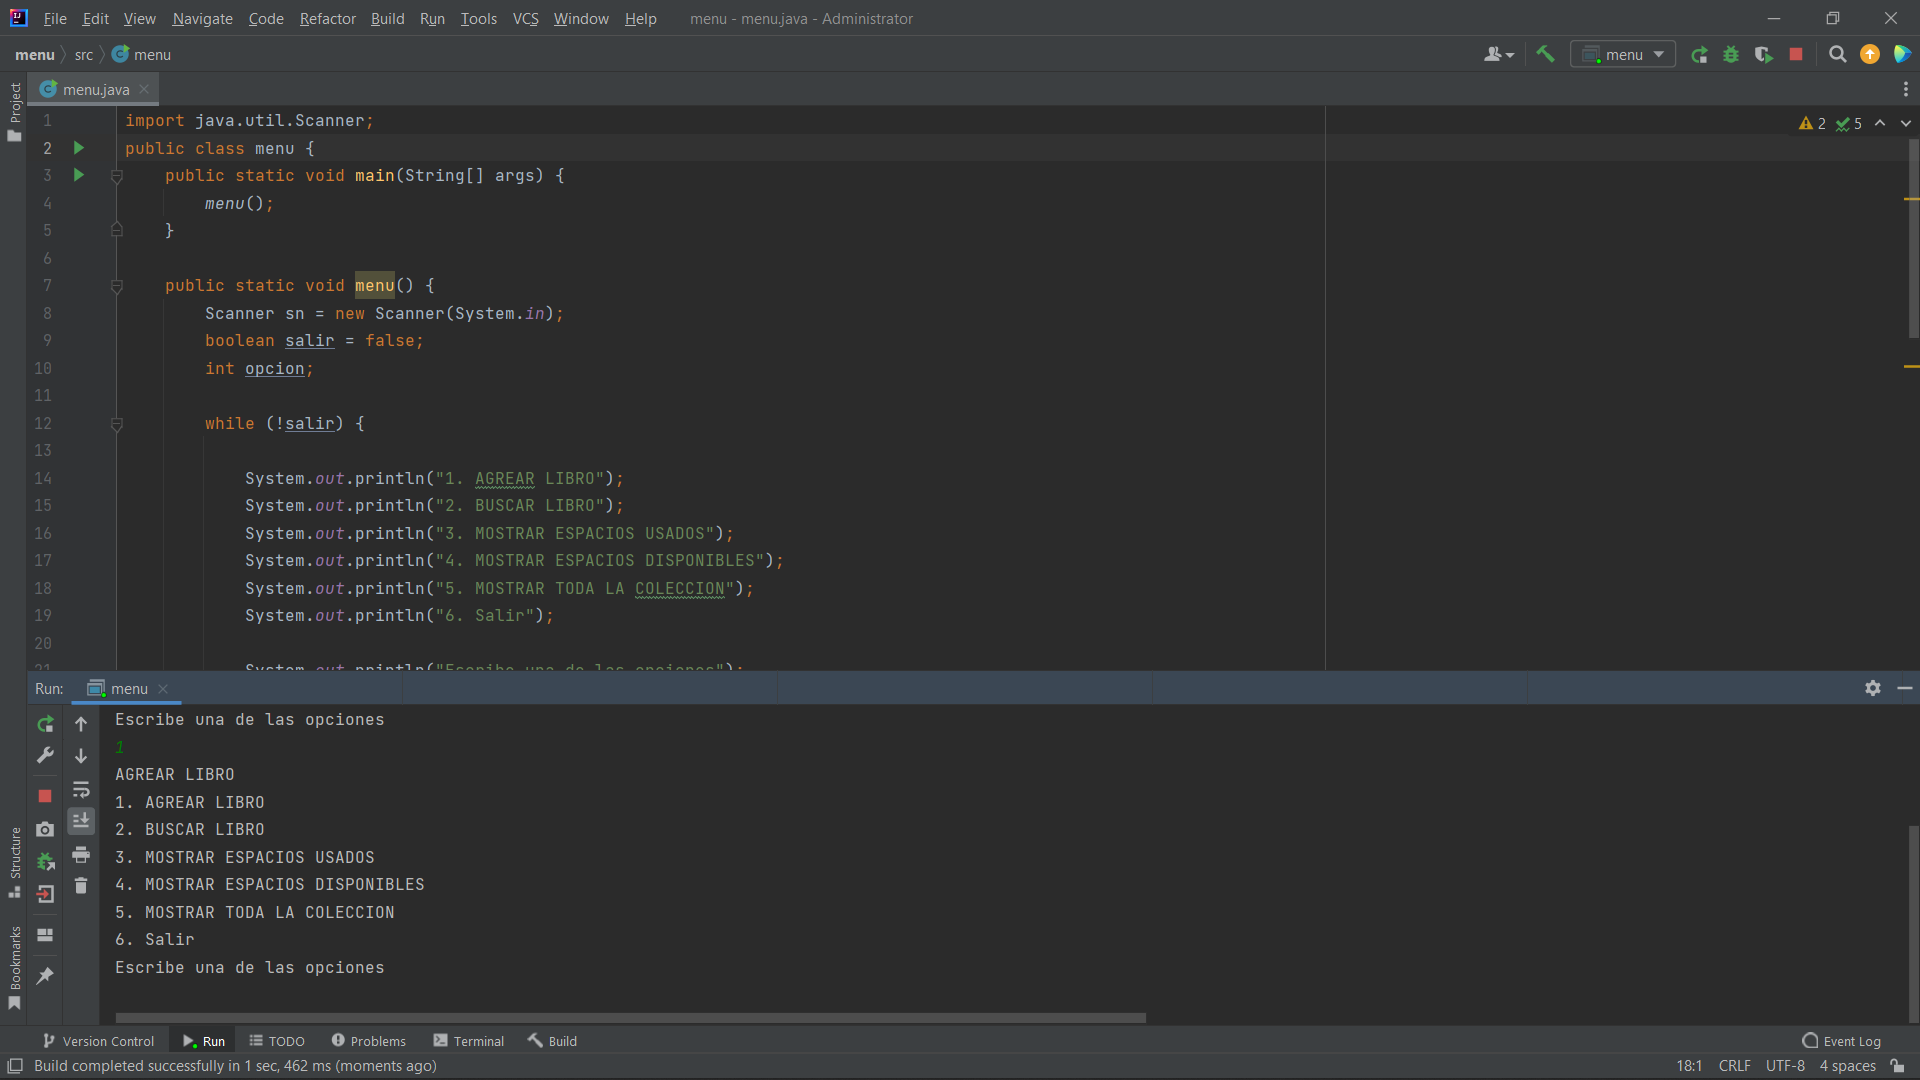 File Edit View Navigate Code Refactor Build Run Tools VCS Window Help menu - menu.java - Administrator
menu src menu menu
Project
menu.java
2 5
1 import java.util.Scanner;
2 public class menu {
3 public static void main(String[] args) {
4 menu();
5 }
6
7 public static void menu() {
8 Scanner sn = new Scanner(System.in);
9 boolean salir = false;
10 int opcion;
11
12 while (!salir) {
13
14 System.out.println("1. AGREAR LIBRO");
15 System.out.println("2. BUSCAR LIBRO");
16 System.out.println("3. MOSTRAR ESPACIOS USADOS");
17 System.out.println("4. MOSTRAR ESPACIOS DISPONIBLES");
18 System.out.println("5. MOSTRAR TODA LA COLECCION");
19 System.out.println("6. Salir");
20
21 System.out.println("Escribe una de las opciones");
Run: menu
Escribe una de las opciones
1
AGREAR LIBRO
1. AGREAR LIBRO
2. BUSCAR LIBRO
3. MOSTRAR ESPACIOS USADOS
4. MOSTRAR ESPACIOS DISPONIBLES
5. MOSTRAR TODA LA COLECCION
6. Salir
Escribe una de las opciones
Structure
Bookmarks
Version Control Run TODO Problems Terminal Build Event Log
Build completed successfully in 1 sec, 462 ms (moments ago) 18:1 CRLF UTF-8 4 spaces